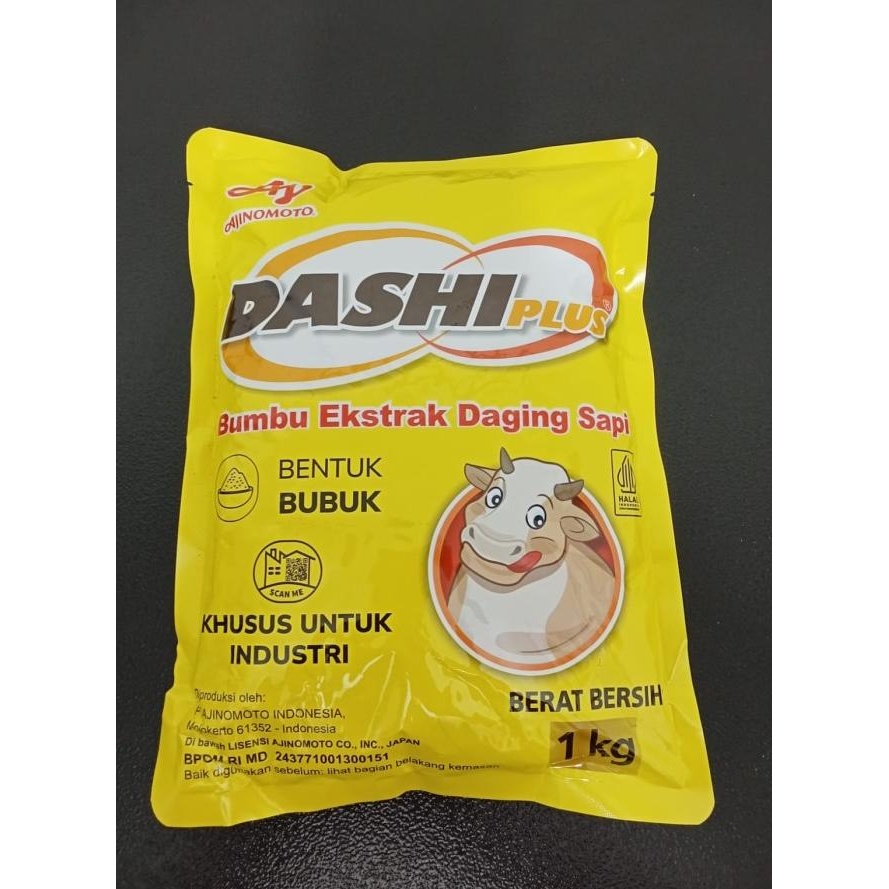 AJINOMOTO
DASHI PLUS®
Bumbu Ekstrak Daging Sapi
BENTUK
BUBUK
HALAL
INDONESIA
SCAN ME
KHUSUS UNTUK
INDUSTRI
BERAT BERSIH
1 kg
Diproduksi oleh:
AJINOMOTO INDONESIA,
Mojokerto 61352 - Indonesia
Di bawah LISENSI AJINOMOTO CO., INC., JAPAN
BPOM RI MD 243771001300151
Baik digunakan sebelum: lihat bagian belakang kemasan